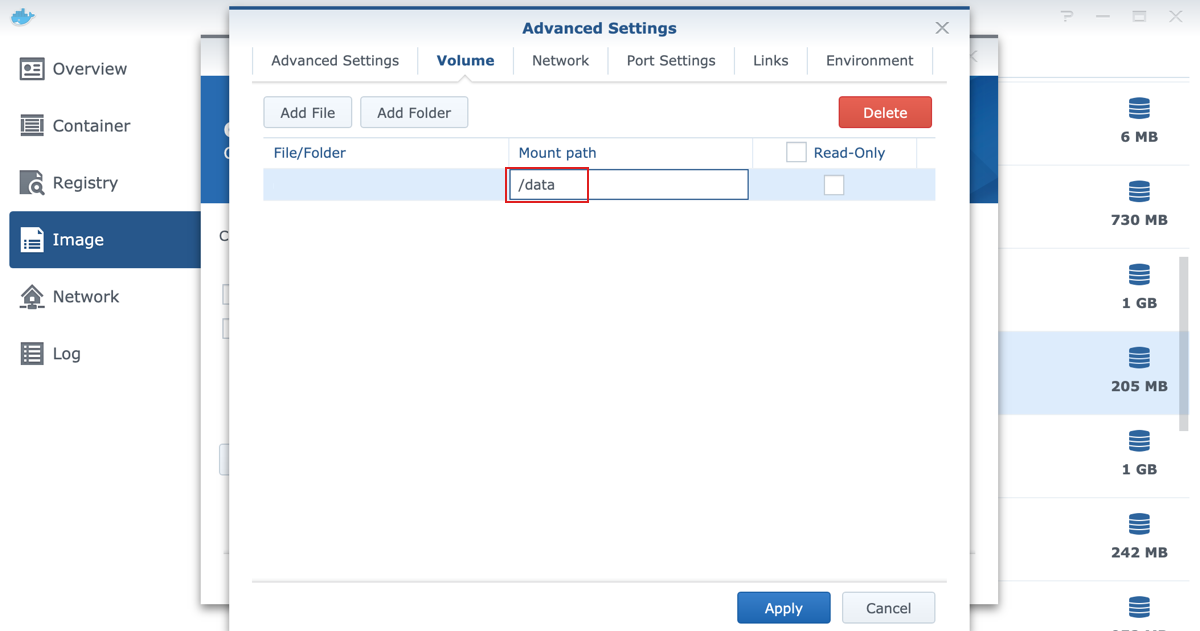 Advanced Settings
Advanced Settings Volume Network Port Settings Links Environment
Add File Add Folder Delete
File/Folder Mount path Read-Only
/data
Apply Cancel
Overview
Container
Registry
Image
Network
Log
6 MB
730 MB
1 GB
205 MB
1 GB
242 MB